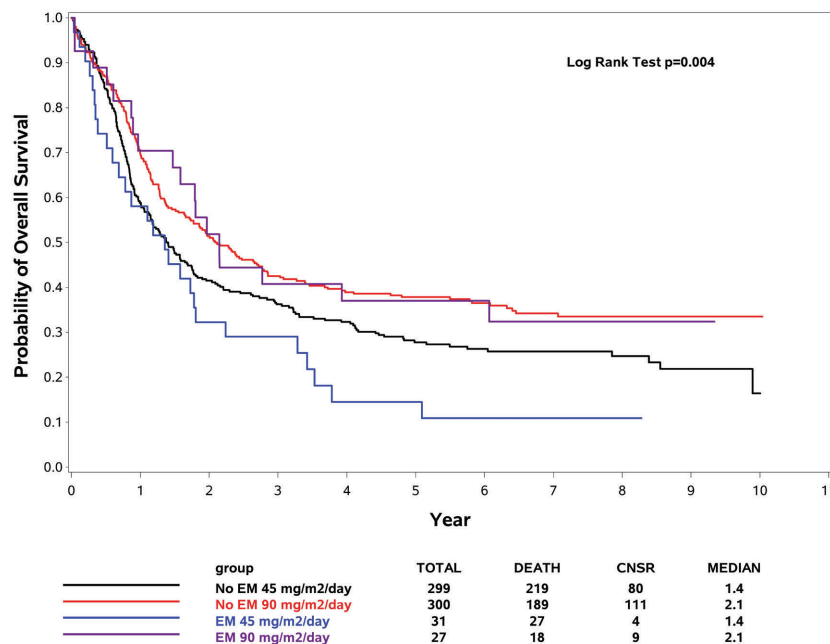 Log Rank Test p=0.004
Probability of Overall Survival
1.0
0.9
0.8
0.7
0.6
0.5
0.4
0.3
0.2
0.1
0.0
0 1 2 3 4 5 6 7 8 9 10 1
Year
group TOTAL DEATH CNSR MEDIAN
No EM 45 mg/m2/day 299 219 80 1.4
No EM 90 mg/m2/day 300 189 111 2.1
EM 45 mg/m2/day 31 27 4 1.4
EM 90 mg/m2/day 27 18 9 2.1